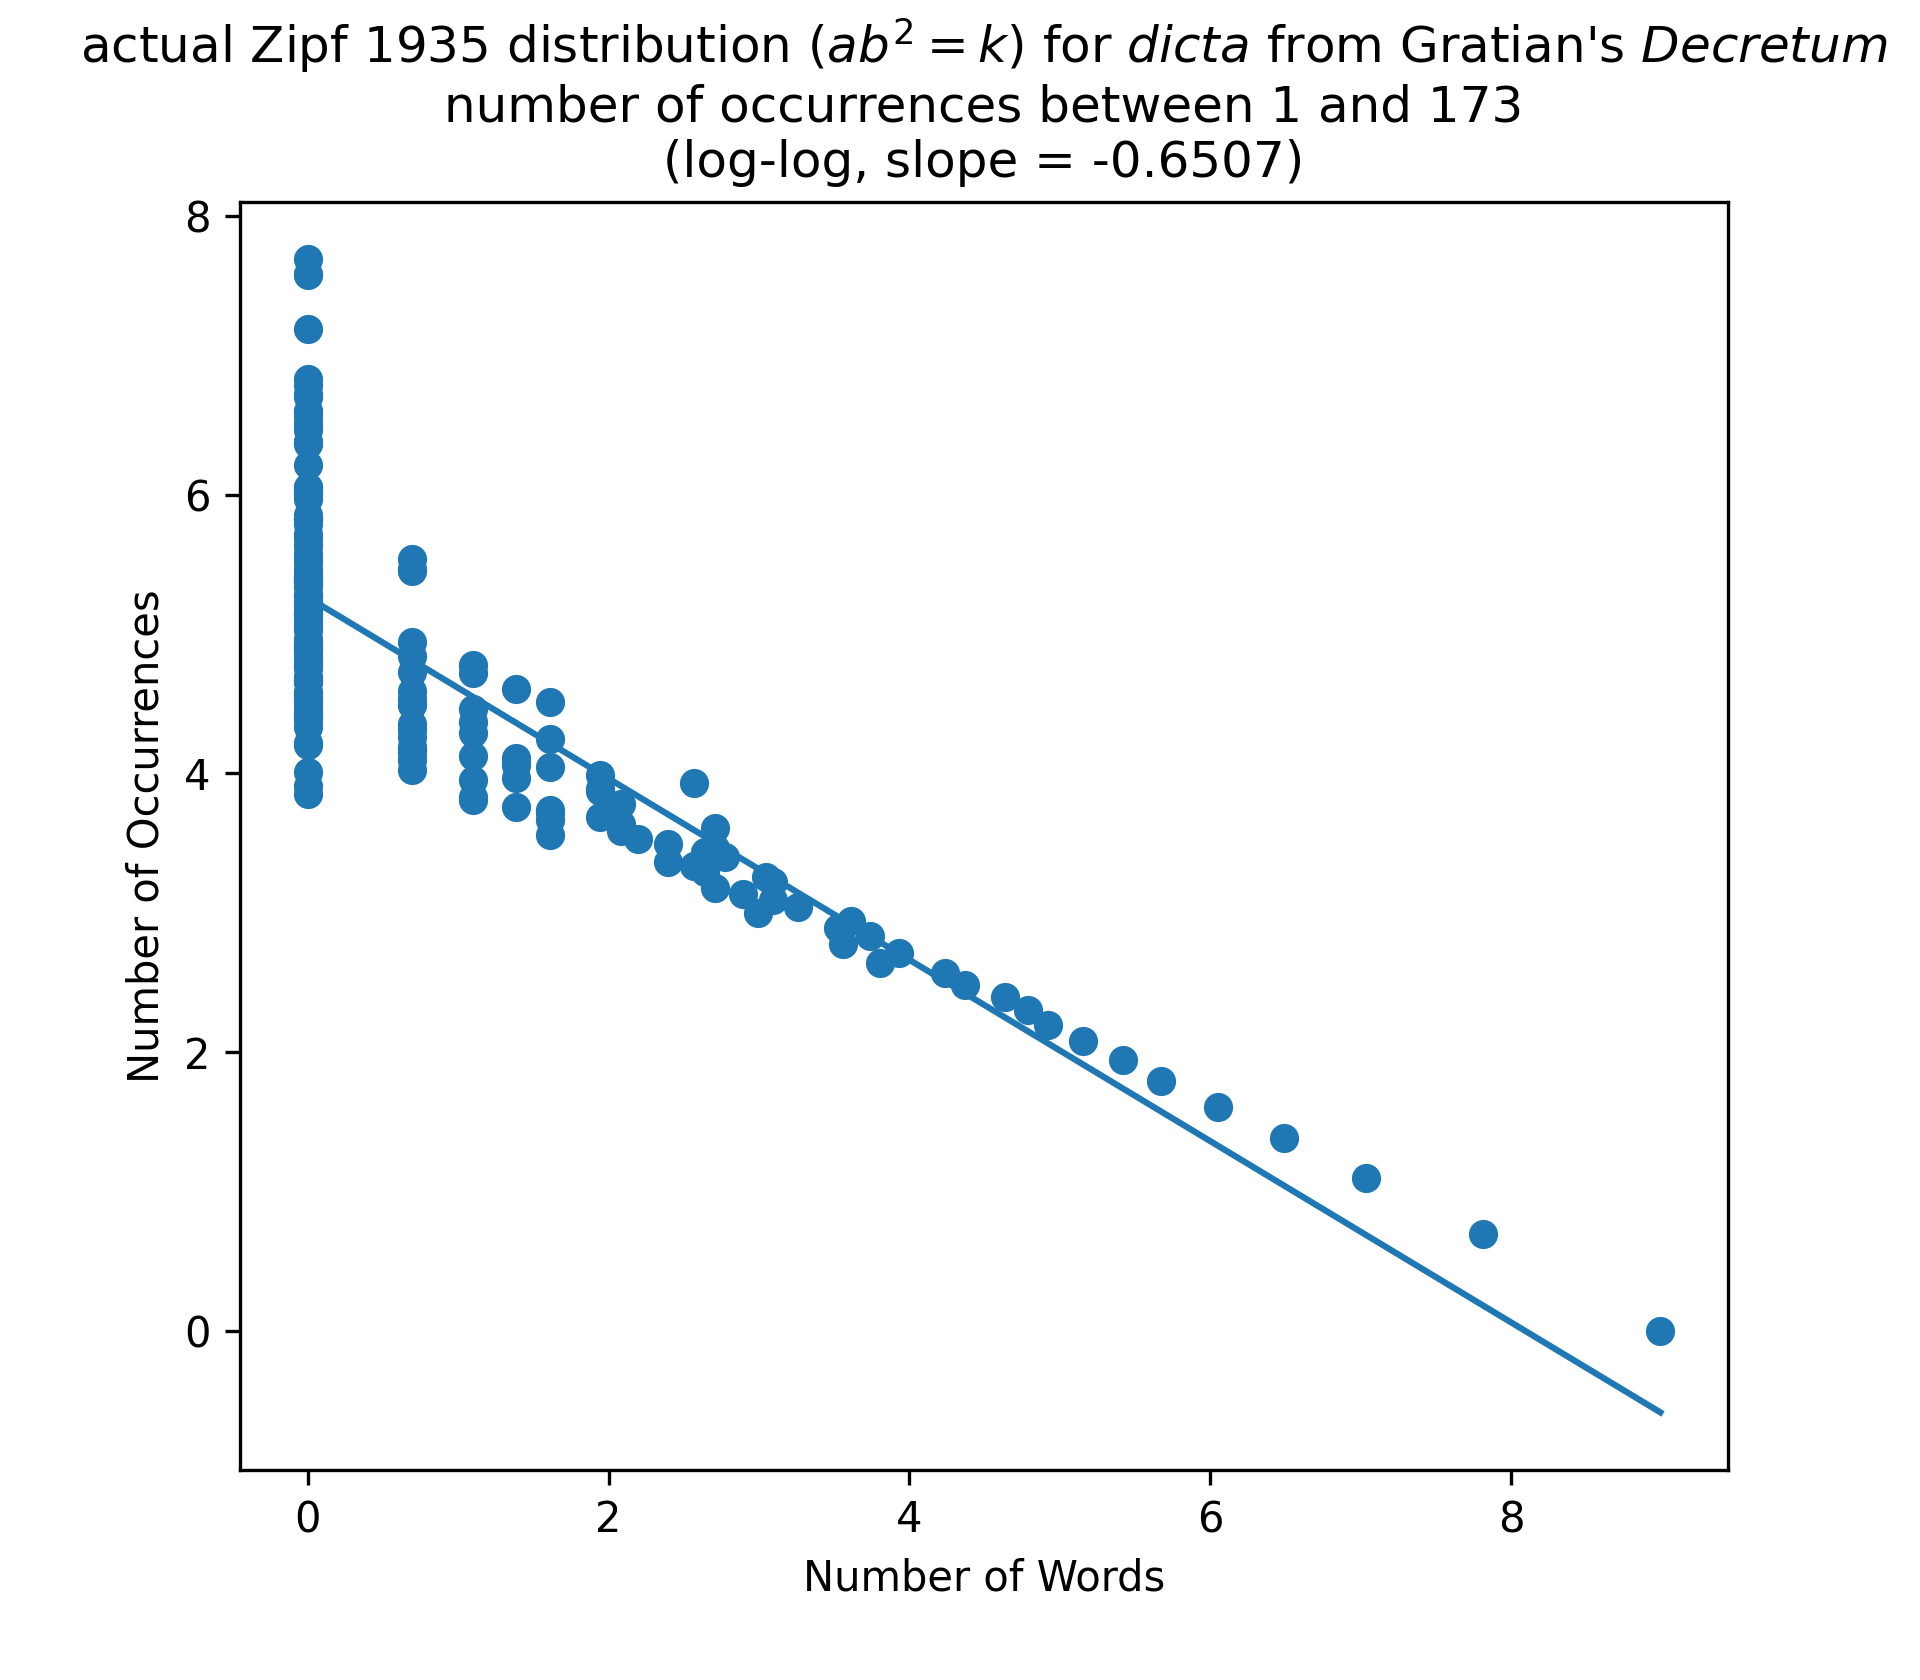 actual Zipf 1935 distribution (ab² = k) for dicta from Gratian's Decretum
number of occurrences between 1 and 173
(log-log, slope = -0.6507)
8
6
4
2
0
Number of Occurrences
0 2 4 6 8
Number of Words